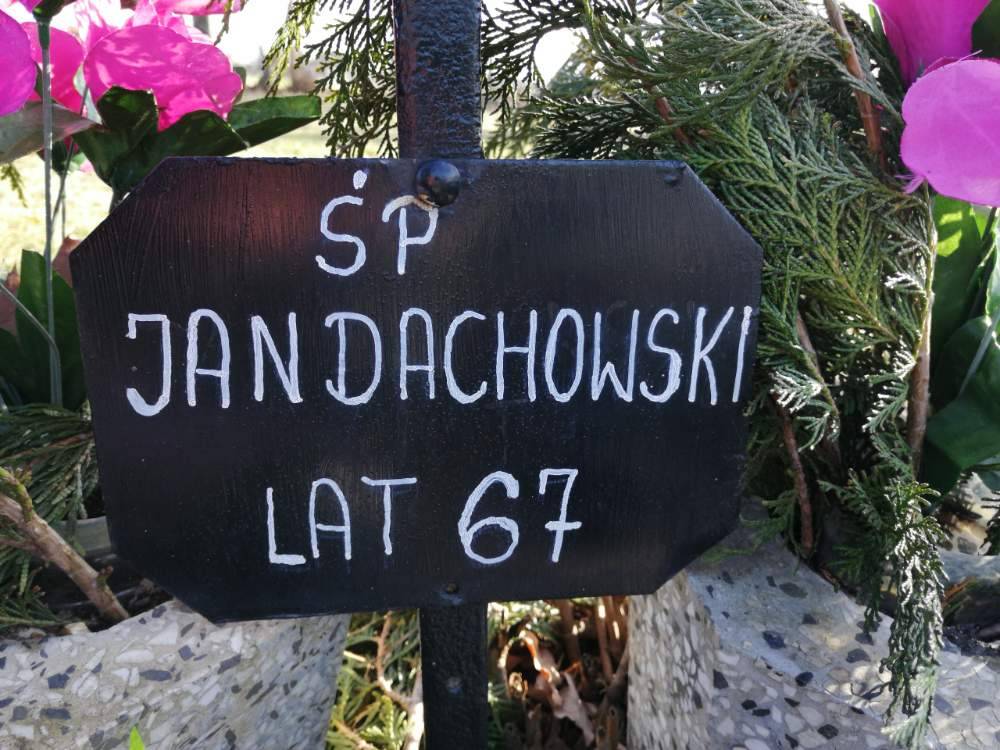 ŚP
JAN DACHOWSKI
LAT 67